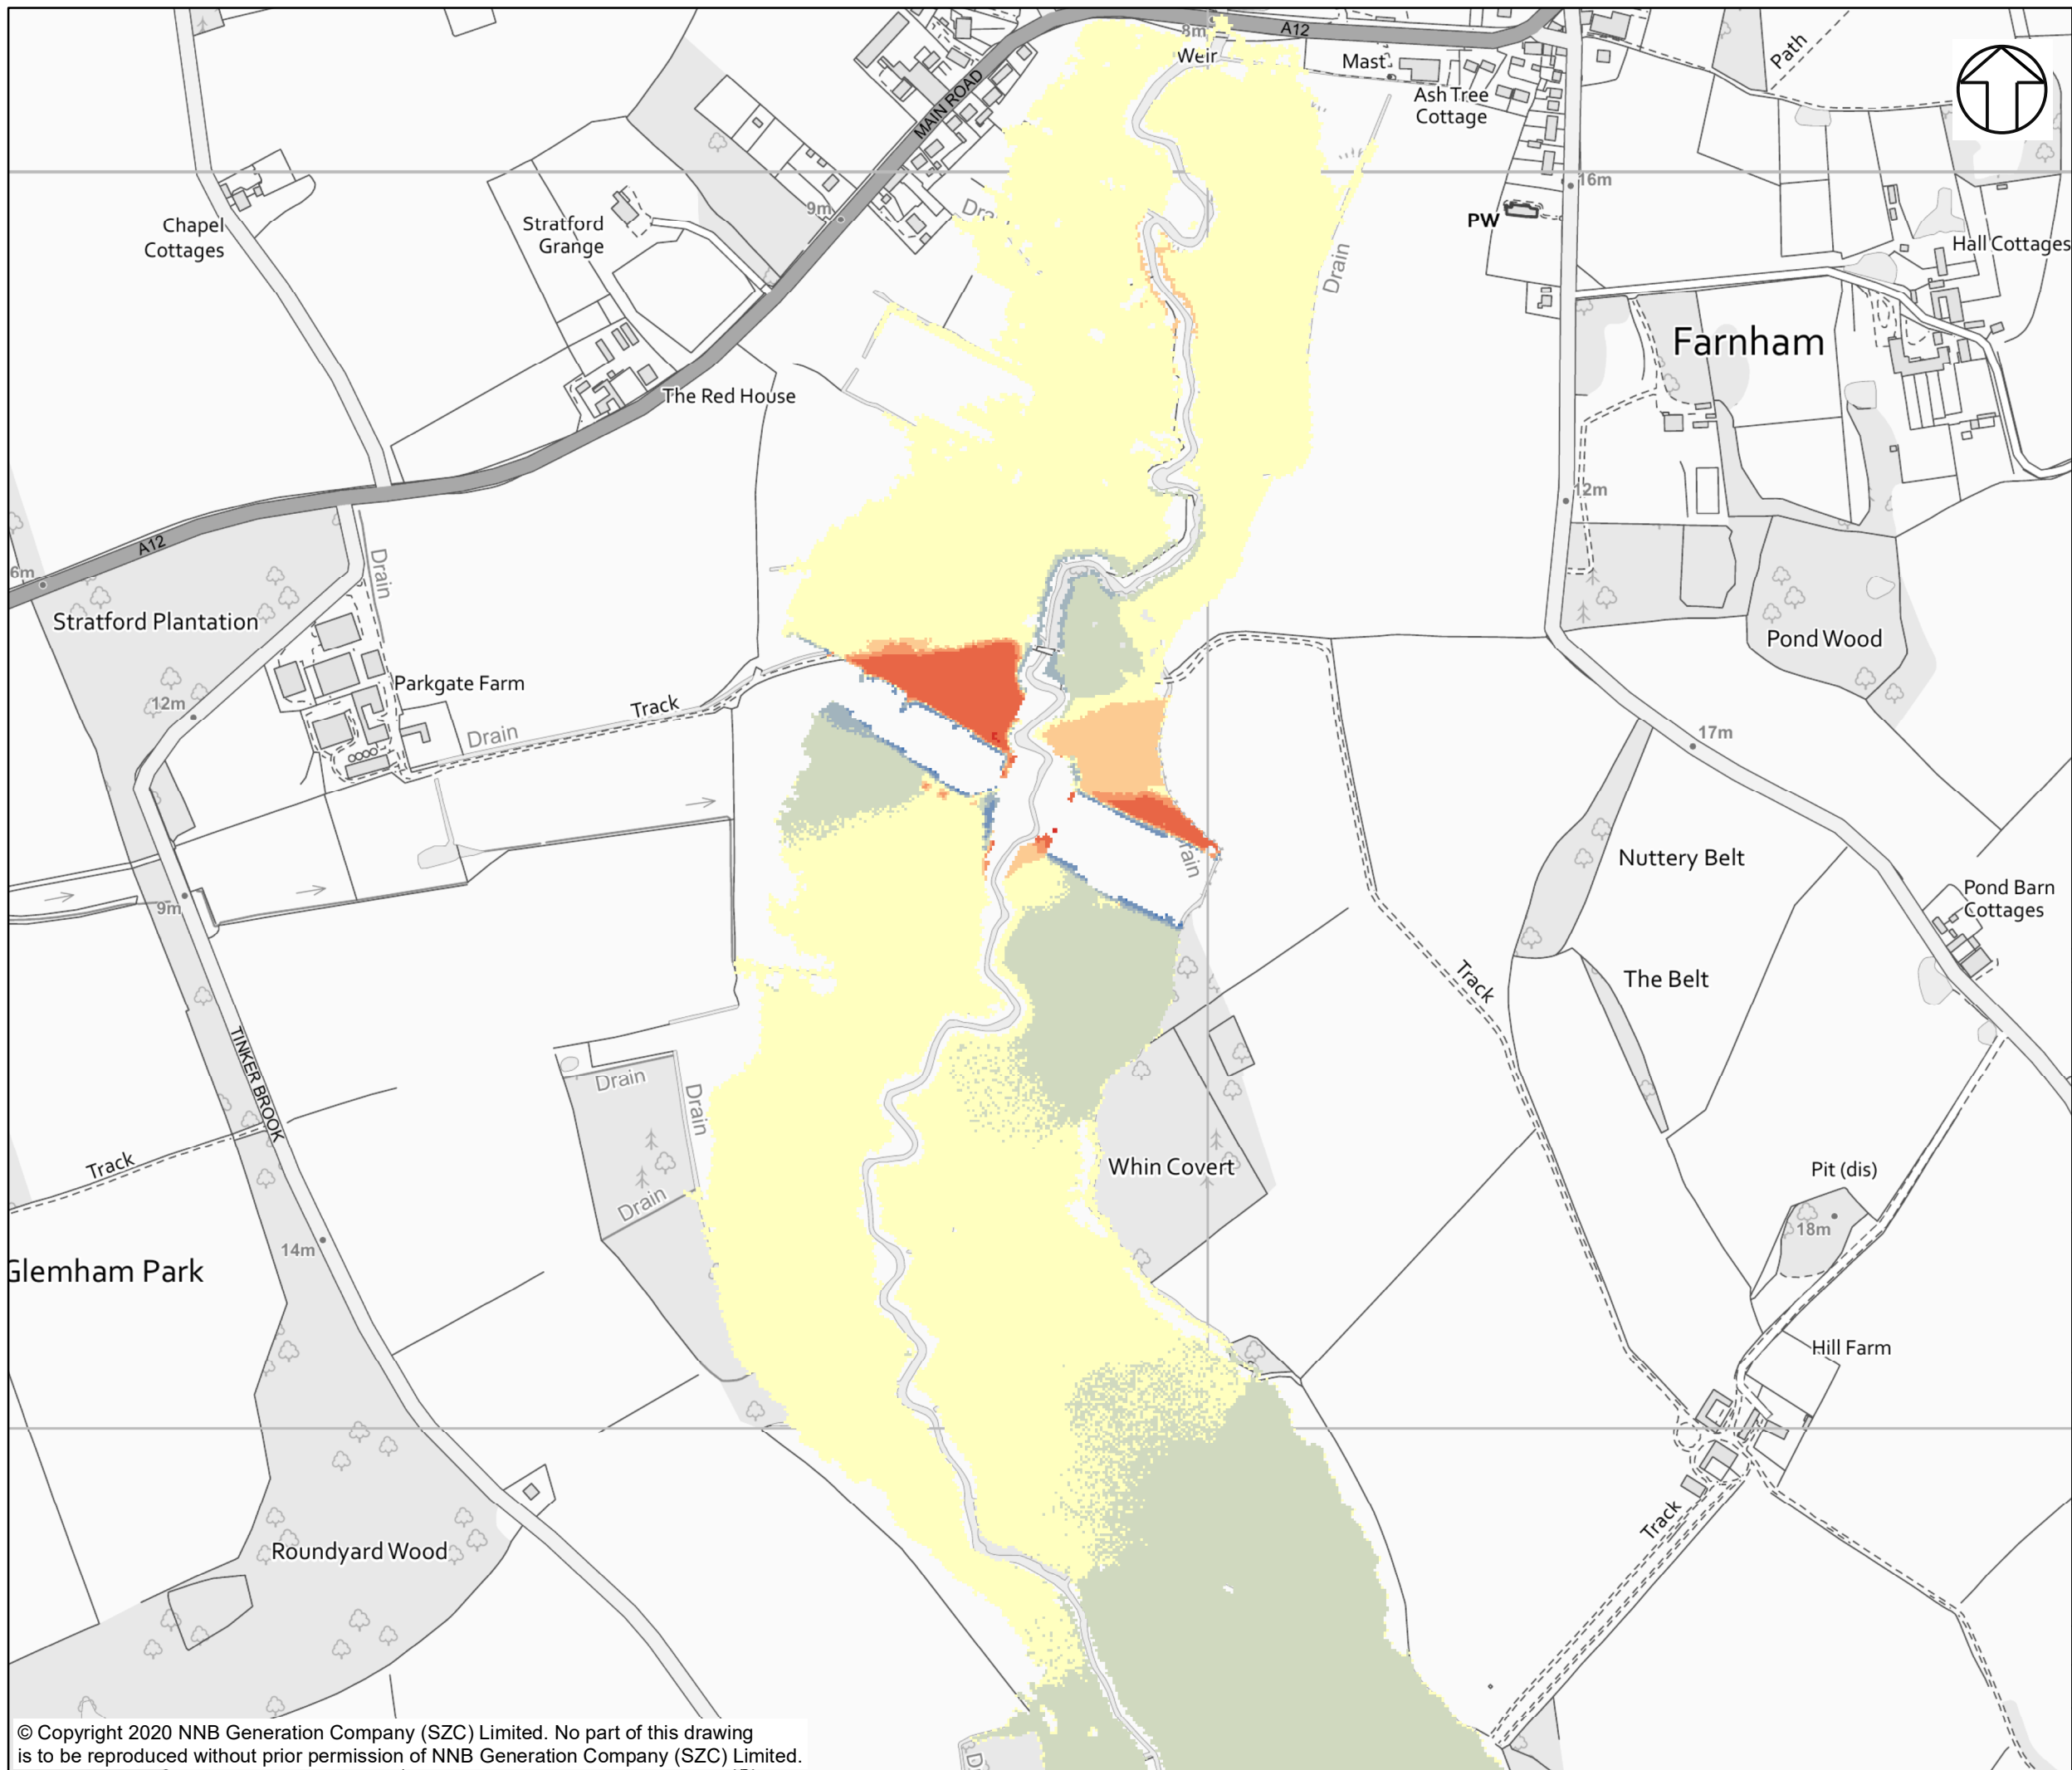 A12
8m
Weir
Mast
Path
Ash Tree
Cottage
MAIN ROAD
16m
9m
PW
Chapel
Cottages
Stratford
Grange
Hall Cottages
Drain
Farnham
The Red House
12m
A12
6m
Drain
Stratford Plantation
Pond Wood
Parkgate Farm
12m
Track
Drain
17m
Nuttery Belt
Pond Barn
Cottages
9m
The Belt
Track
TINKER BROOK
Drain
Drain
Track
Whin Covert
Pit (dis)
Drain
18m
14m
Glemham Park
Hill Farm
Track
Roundyard Wood
© Copyright 2020 NNB Generation Company (SZC) Limited. No part of this drawing
is to be reproduced without prior permission of NNB Generation Company (SZC) Limited.